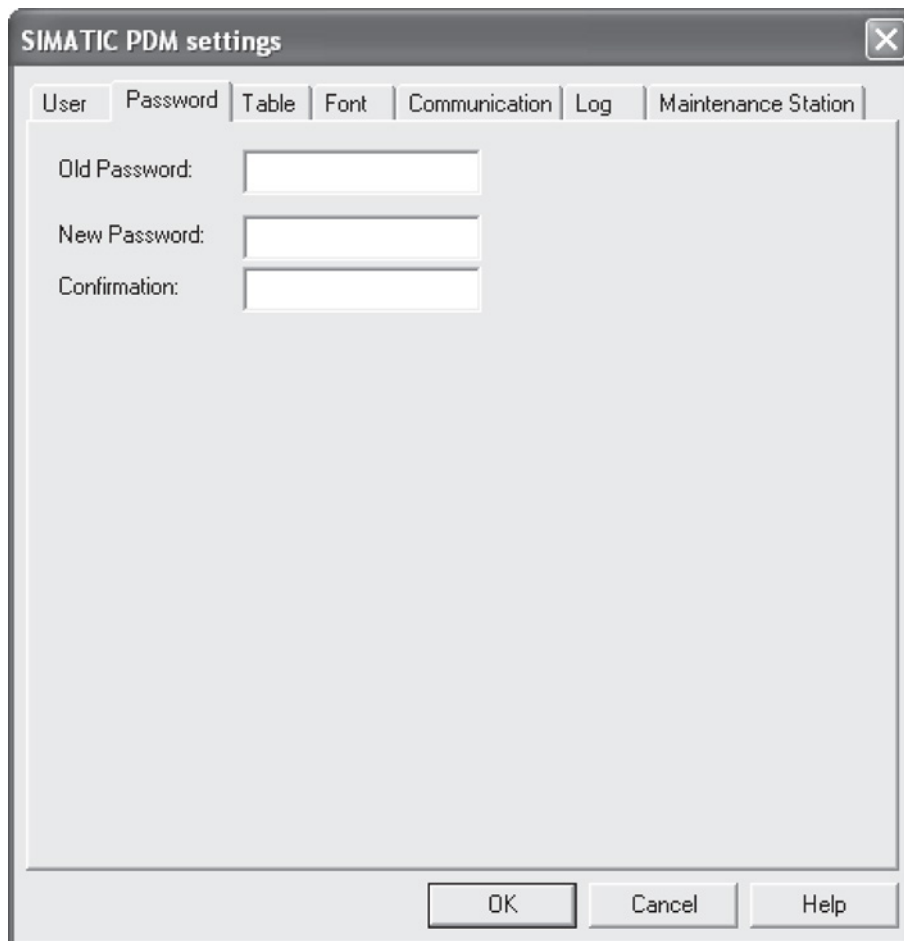 SIMATIC PDM settings
User Password Table Font Communication Log Maintenance Station
Old Password:
New Password:
Confirmation:
OK Cancel Help